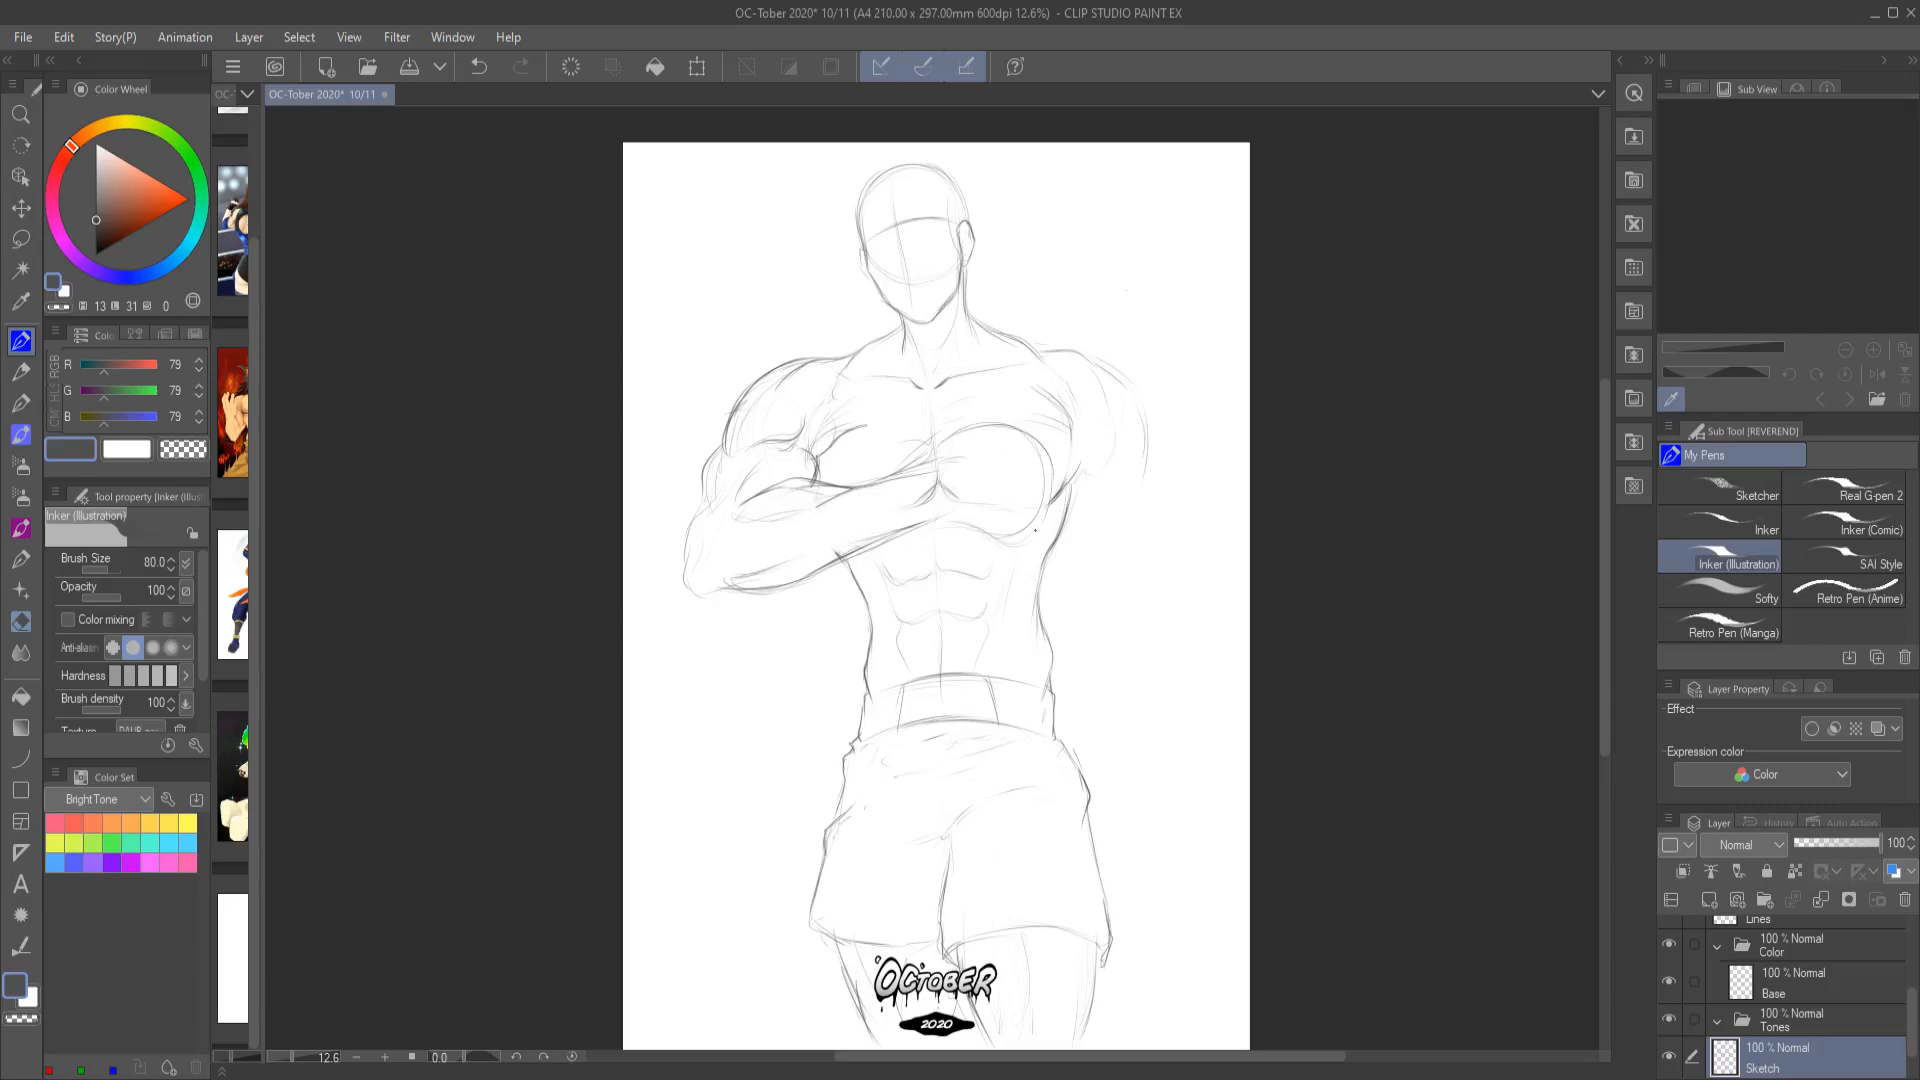 OC-Tober 2020* 10/11 (A4 210.00 x 297.00mm 600dpi 12.6%) - CLIP STUDIO PAINT EX
File Edit Story(P) Animation Layer Select View Filter Window Help
Color Wheel
OC-
OC-Tober 2020* 10/11
Sub View
13 31 0
Colo
RGB
R 79
G 79
B 79
Tool property [Inker (Illust
Inker (Illustration)
Brush Size 80.0
Opacity 100
Color mixing
Anti-alias
Hardness
Brush density 100
Texture
Color Set
BrightTone
Sub Tool [REVEREND]
My Pens
Sketcher Real G-pen 2
Inker Inker (Comic)
Inker (Illustration) SAI Style
Softy Retro Pen (Anime)
Retro Pen (Manga)
Layer Property
Effect
Expression color
Color
Layer History Auto Action
Normal 100
Lines
100 % Normal
Color
100 % Normal
Base
100 % Normal
Tones
100 % Normal
Sketch
OCTOBER
2020
12.6 0.0